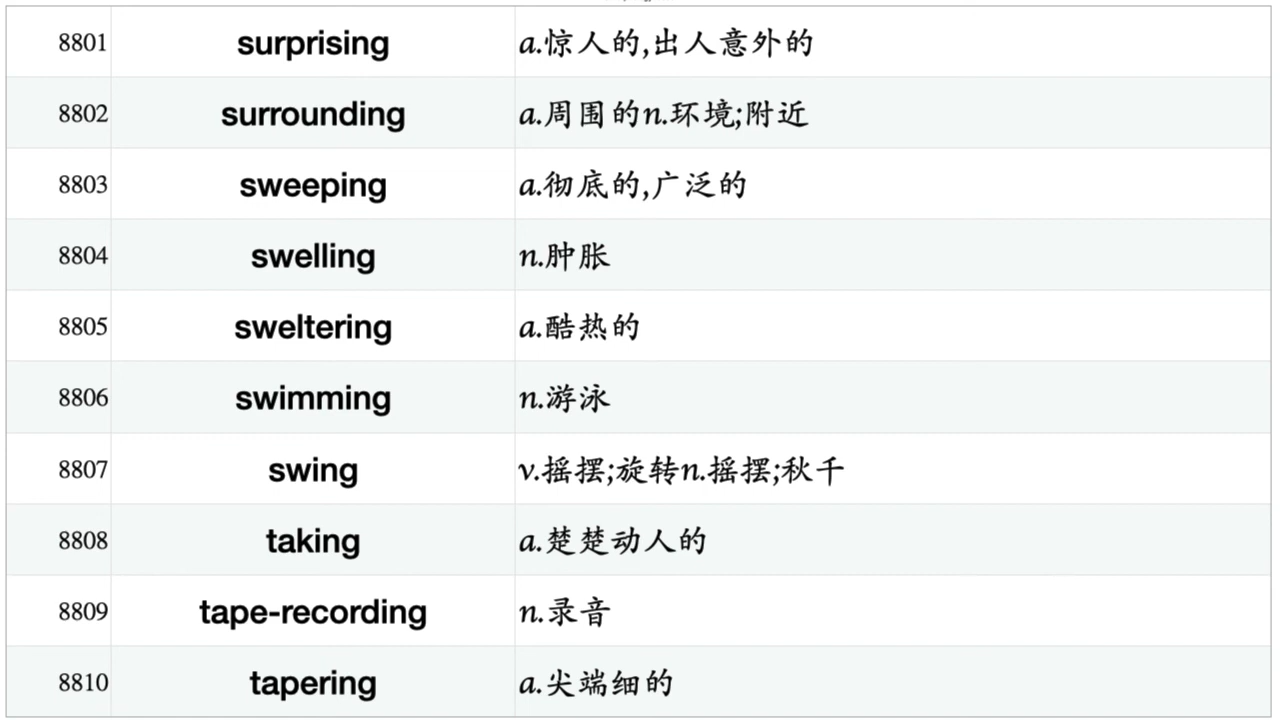 8801 surprising a.惊人的,出人意外的
8802 surrounding a.周围的n.环境;附近
8803 sweeping a.彻底的,广泛的
8804 swelling n.肿胀
8805 sweltering a.酷热的
8806 swimming n.游泳
8807 swing v.摇摆;旋转n.摇摆;秋千
8808 taking a.楚楚动人的
8809 tape-recording n.录音
8810 tapering a.尖端细的